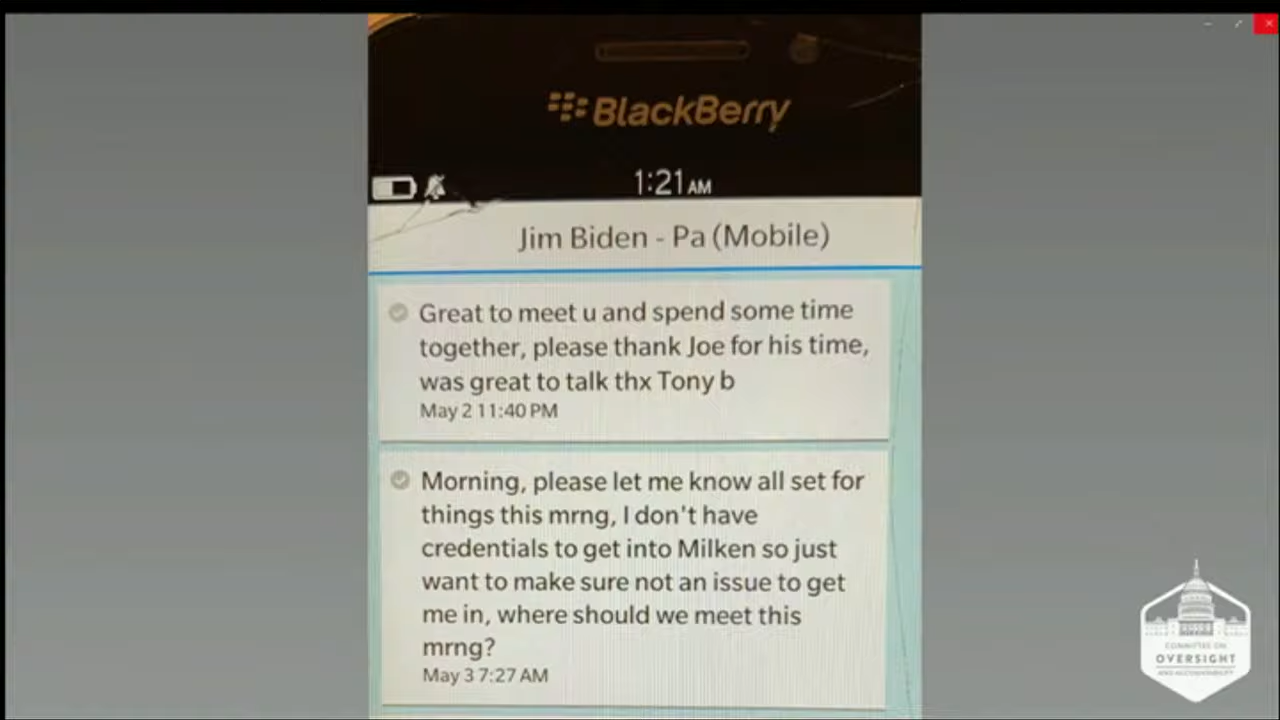 BlackBerry
1:21 AM
Jim Biden - Pa (Mobile)
Great to meet u and spend some time
together, please thank Joe for his time,
was great to talk thx Tony b
May 2 11:40 PM
Morning, please let me know all set for
things this mrng, I don't have
credentials to get into Milken so just
want to make sure not an issue to get
me in, where should we meet this
mrng?
May 3 7:27 AM
COMMITTEE ON
OVERSIGHT
AND ACCOUNTABILITY